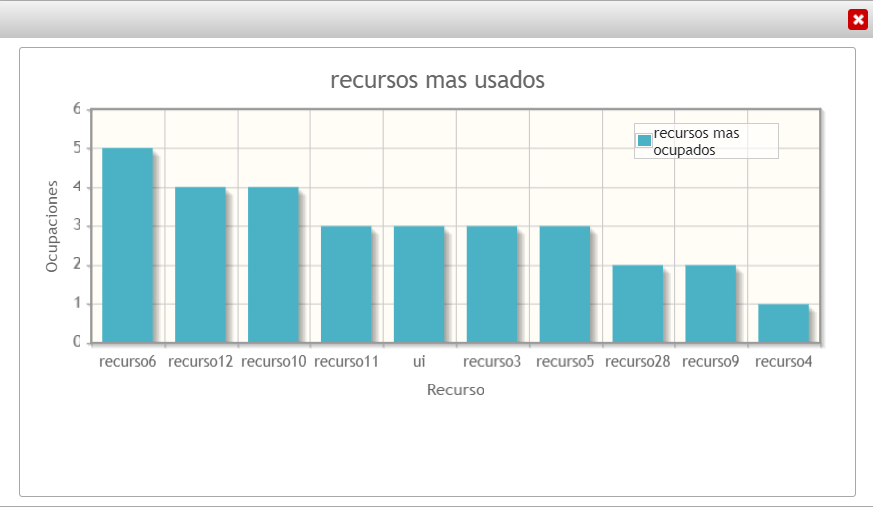 recursos mas usados
6
5
4
3
2
1
0
Ocupaciones
recursos mas
ocupados
recurso6 recurso12 recurso10 recurso11 ui recurso3 recurso5 recurso28 recurso9 recurso4
Recurso